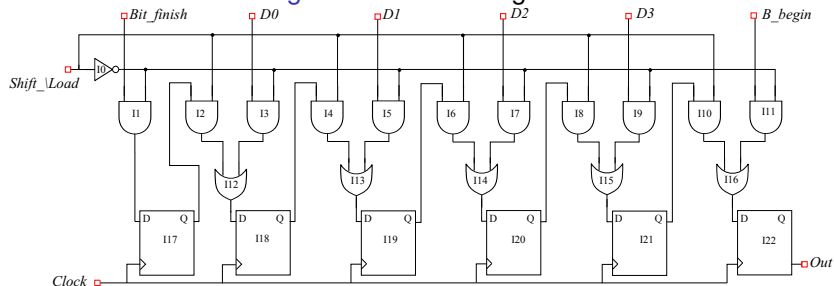 Bit_finish D0 D1 D2 D3 B_begin
I0
Shift_\Load
I1 I2 I3 I4 I5 I6 I7 I8 I9 I10 I11
I12 I13 I14 I15 I16
D Q D Q D Q D Q D Q D Q
I17 I18 I19 I20 I21 I22
Out
Clock